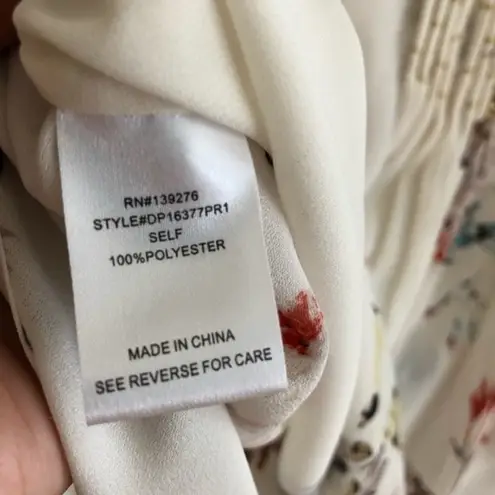 RN#139276
STYLE#DP16377PR1
SELF
100%POLYESTER
MADE IN CHINA
SEE REVERSE FOR CARE